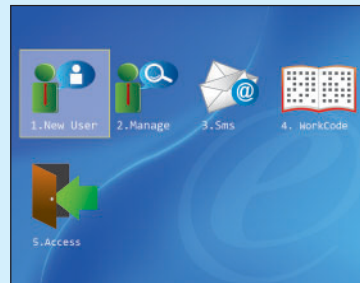 1.New User
2.Manage
3.Sms
4. WorkCode
5.Access